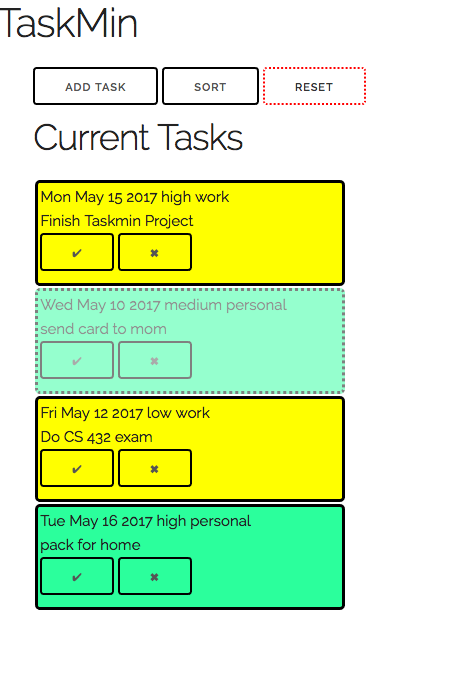 TaskMin
ADD TASK SORT RESET
Current Tasks
Mon May 15 2017 high work
Finish Taskmin Project
✔ ✖
Wed May 10 2017 medium personal
send card to mom
✔ ✖
Fri May 12 2017 low work
Do CS 432 exam
✔ ✖
Tue May 16 2017 high personal
pack for home
✔ ✖